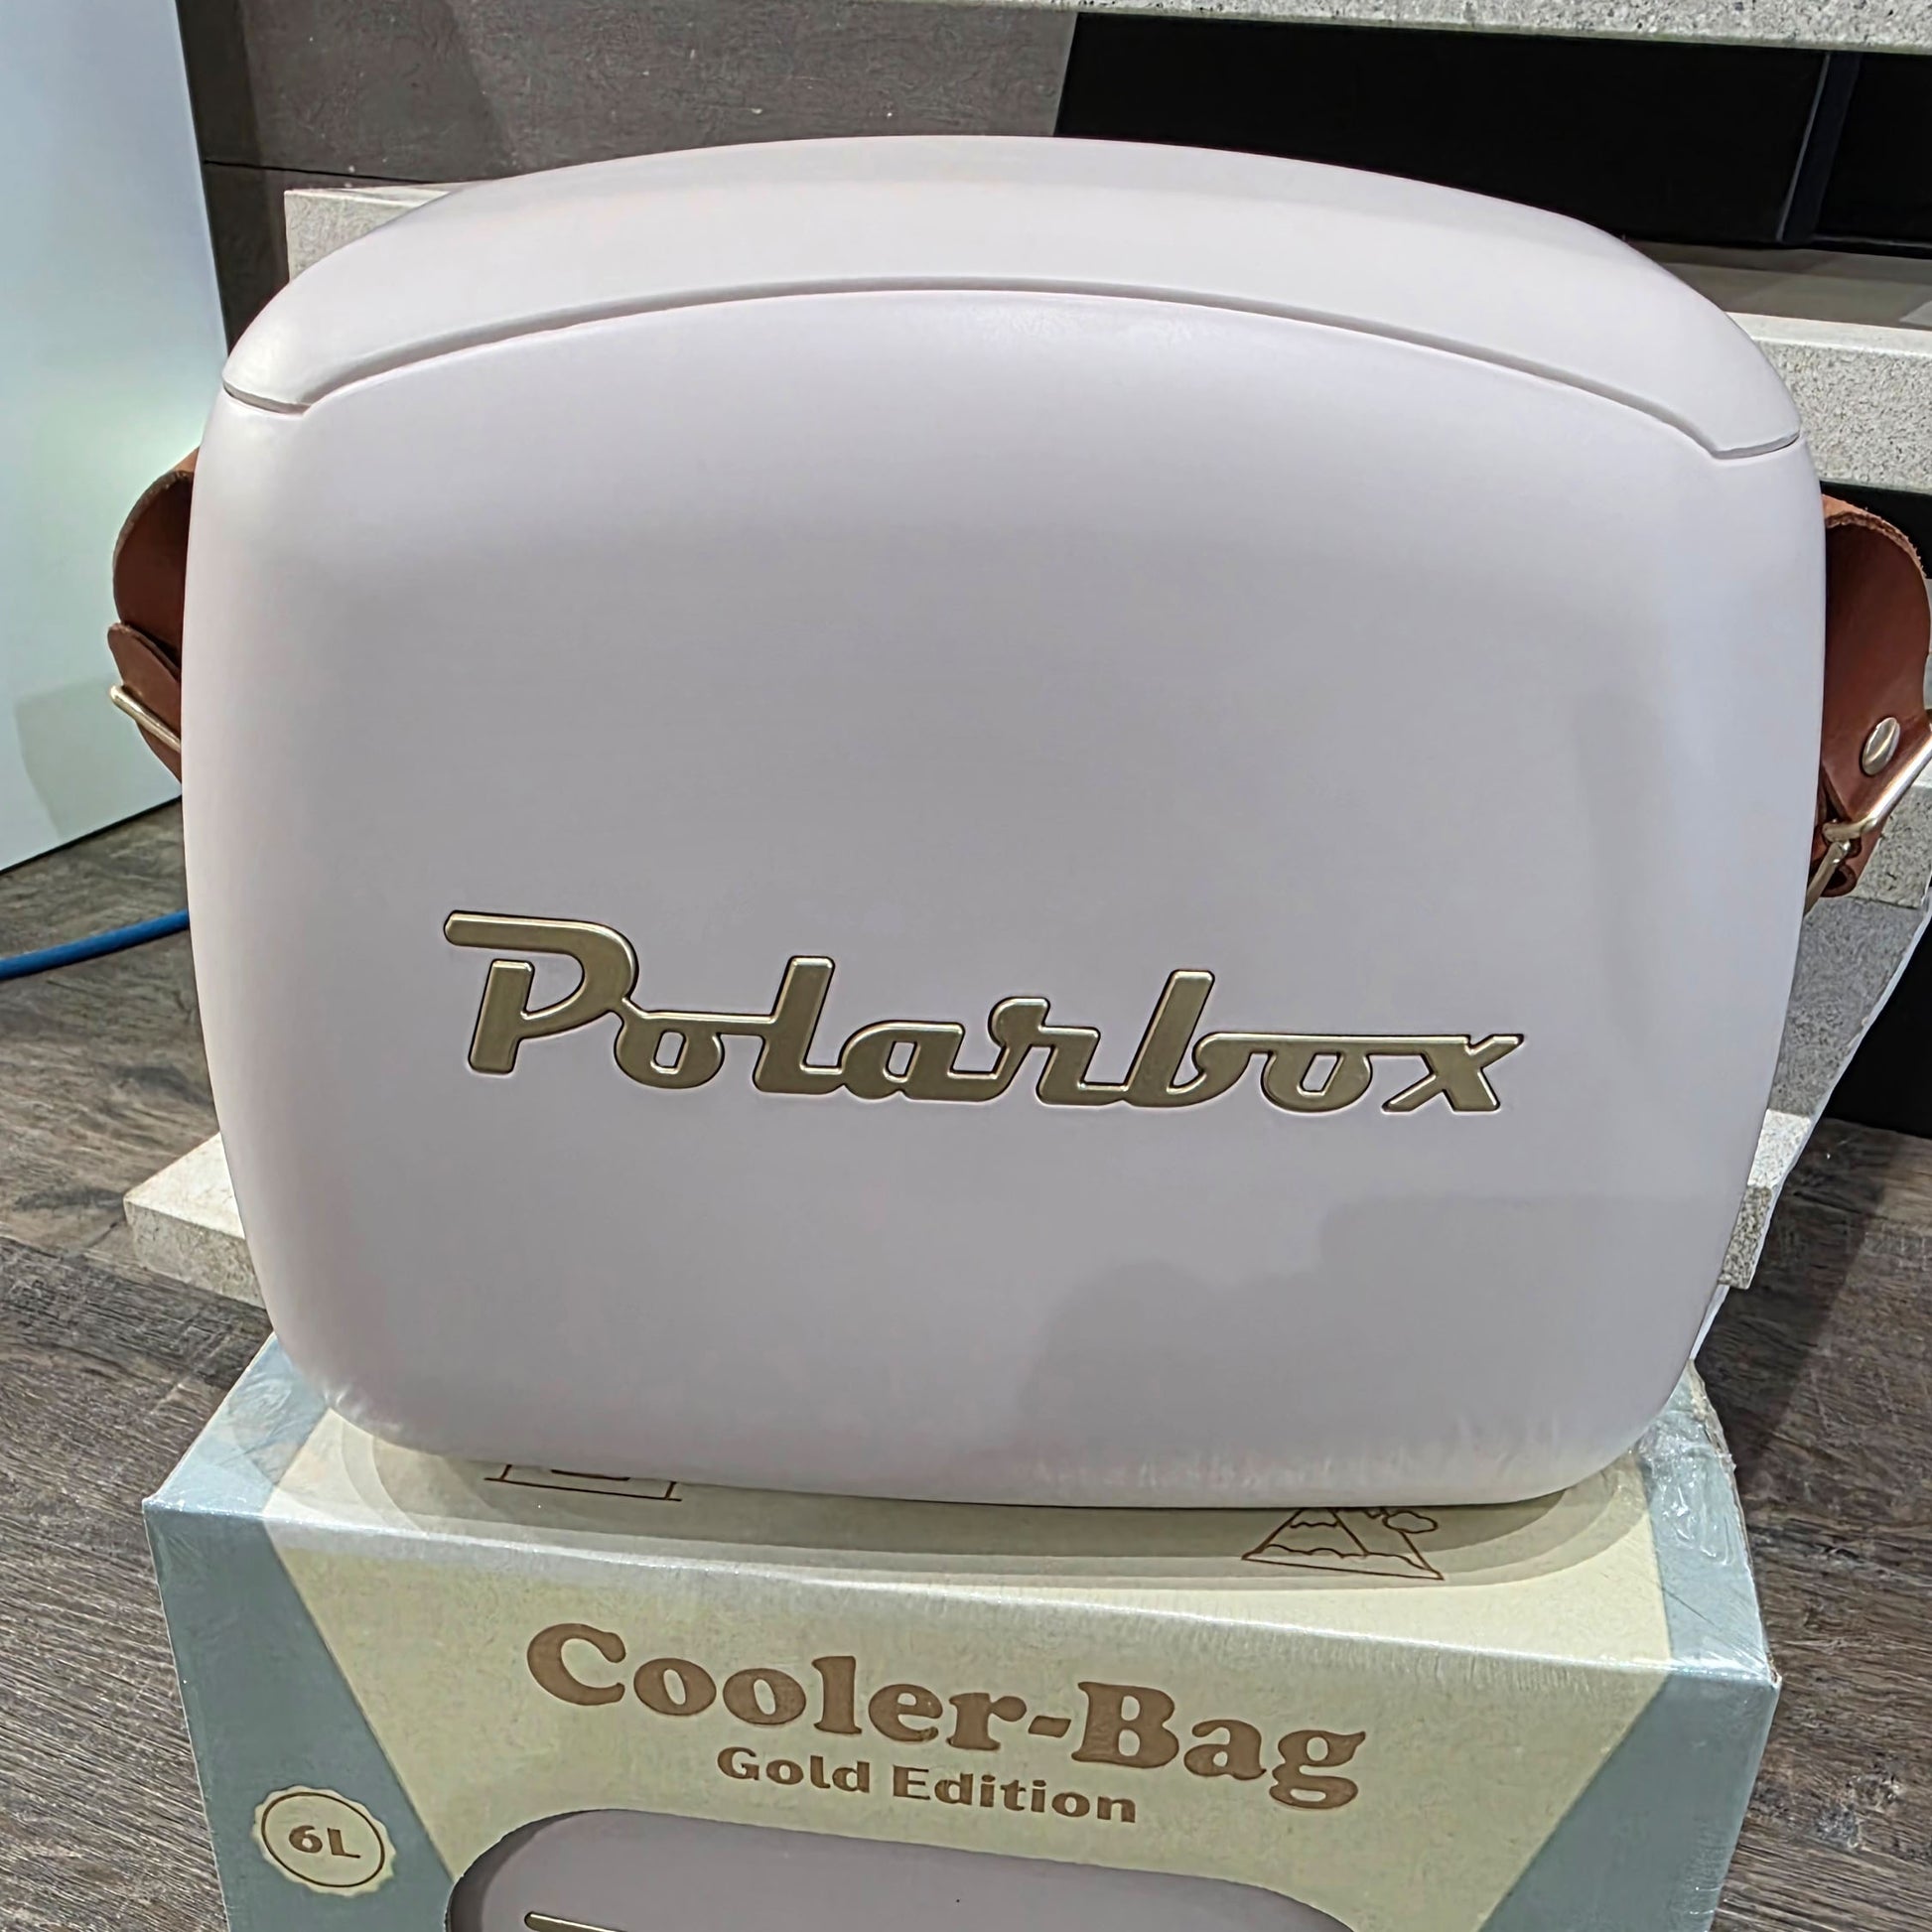 Polarbox
Cooler-Bag
Gold Edition
6L